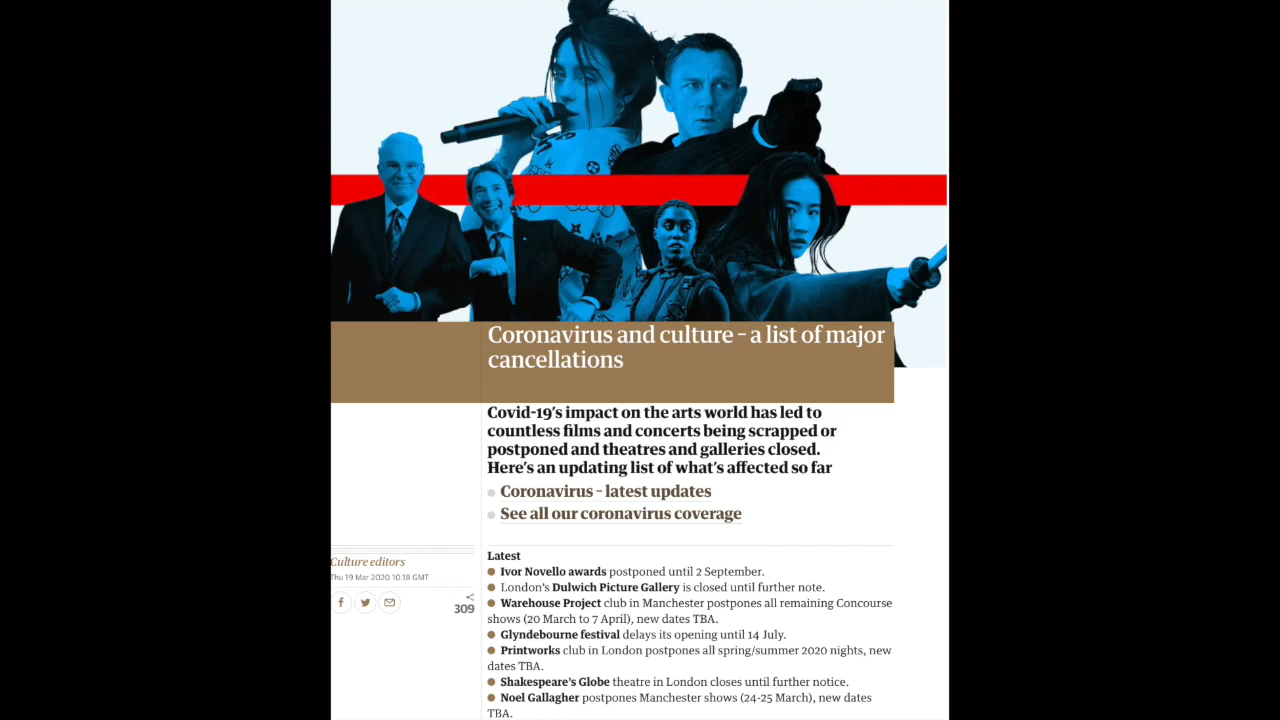 Coronavirus and culture – a list of major
cancellations
Covid-19's impact on the arts world has led to
countless films and concerts being scrapped or
postponed and theatres and galleries closed.
Here's an updating list of what's affected so far
Coronavirus – latest updates
See all our coronavirus coverage
Culture editors
Thu 19 Mar 2020 10.18 GMT
309
Latest
Ivor Novello awards postponed until 2 September.
London's Dulwich Picture Gallery is closed until further note.
Warehouse Project club in Manchester postpones all remaining Concourse
shows (20 March to 7 April), new dates TBA.
Glyndebourne festival delays its opening until 14 July.
Printworks club in London postpones all spring/summer 2020 nights, new
dates TBA.
Shakespeare's Globe theatre in London closes until further notice.
Noel Gallagher postpones Manchester shows (24-25 March), new dates
TBA.